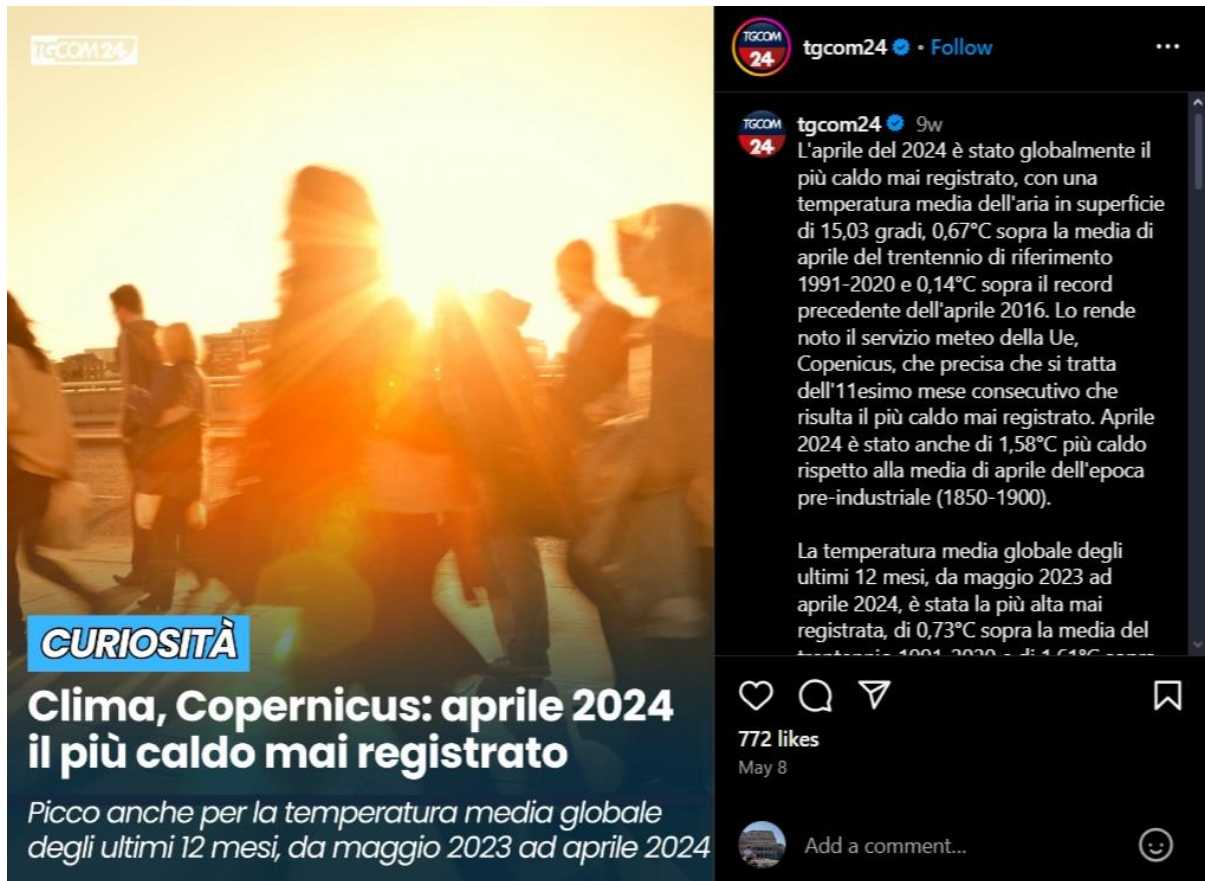 TGCOM24
CURIOSITÀ
Clima, Copernicus: aprile 2024
il più caldo mai registrato
Picco anche per la temperatura media globale
degli ultimi 12 mesi, da maggio 2023 ad aprile 2024
TGCOM
24
tgcom24 • Follow
TGCOM
24
tgcom24 9w
L'aprile del 2024 è stato globalmente il
più caldo mai registrato, con una
temperatura media dell'aria in superficie
di 15,03 gradi, 0,67°C sopra la media di
aprile del trentennio di riferimento
1991-2020 e 0,14°C sopra il record
precedente dell'aprile 2016. Lo rende
noto il servizio meteo della Ue,
Copenicus, che precisa che si tratta
dell'11esimo mese consecutivo che
risulta il più caldo mai registrato. Aprile
2024 è stato anche di 1,58°C più caldo
rispetto alla media di aprile dell'epoca
pre-industriale (1850-1900).
La temperatura media globale degli
ultimi 12 mesi, da maggio 2023 ad
aprile 2024, è stata la più alta mai
registrata, di 0,73°C sopra la media del
trentennio 1991-2020 e di 1,61°C sopra
772 likes
May 8
Add a comment...